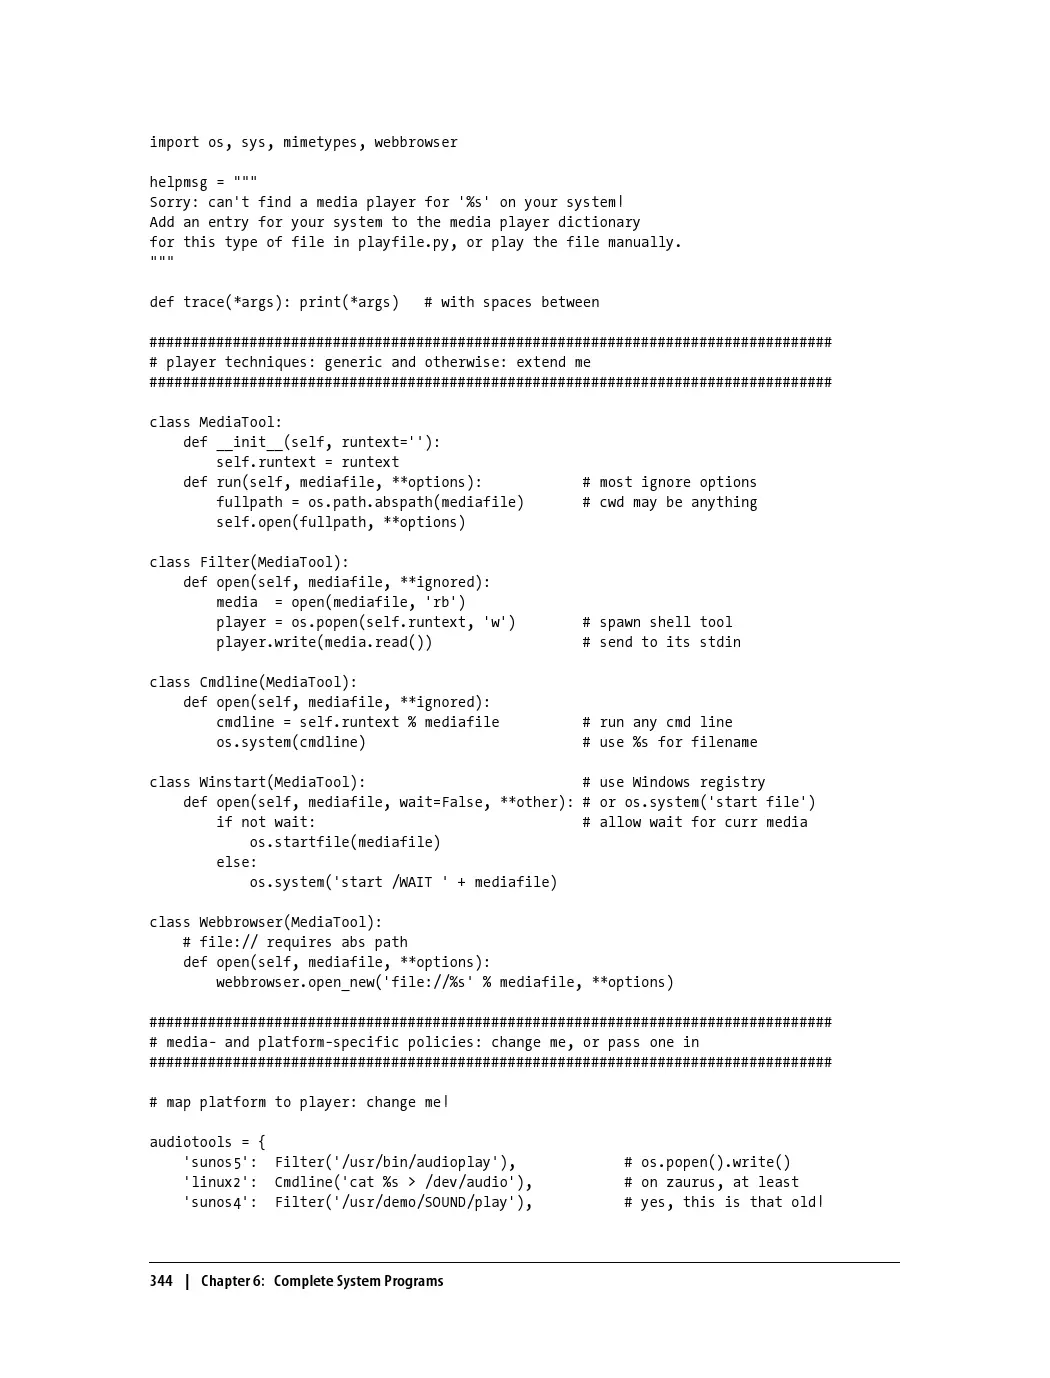 import os, sys, mimetypes, webbrowser
helpmsg = """
Sorry: can't find a media player for '%s' on your system!
Add an entry for your system to the media player dictionary
for this type of file in playfile.py, or play the file manually.
"""
def trace(*args): print(*args)   # with spaces between
##################################################################################
# player techniques: generic and otherwise: extend me
##################################################################################
class MediaTool:
    def __init__(self, runtext=''):
        self.runtext = runtext
    def run(self, mediafile, **options):            # most ignore options
        fullpath = os.path.abspath(mediafile)       # cwd may be anything
        self.open(fullpath, **options)
class Filter(MediaTool):
    def open(self, mediafile, **ignored):
        media  = open(mediafile, 'rb')
        player = os.popen(self.runtext, 'w')        # spawn shell tool
        player.write(media.read())                  # send to its stdin
class Cmdline(MediaTool):
    def open(self, mediafile, **ignored):
        cmdline = self.runtext % mediafile          # run any cmd line
        os.system(cmdline)                          # use %s for filename
class Winstart(MediaTool):                          # use Windows registry
    def open(self, mediafile, wait=False, **other): # or os.system('start file')
        if not wait:                                # allow wait for curr media
            os.startfile(mediafile)
        else:
            os.system('start /WAIT ' + mediafile)
class Webbrowser(MediaTool):
    # file:// requires abs path
    def open(self, mediafile, **options):
        webbrowser.open_new('file://%s' % mediafile, **options)
##################################################################################
# media- and platform-specific policies: change me, or pass one in
##################################################################################
# map platform to player: change me!
audiotools = {
    'sunos5':  Filter('/usr/bin/audioplay'),             # os.popen().write()
    'linux2':  Cmdline('cat %s > /dev/audio'),           # on zaurus, at least
    'sunos4':  Filter('/usr/demo/SOUND/play'),           # yes, this is that old!
344 | Chapter 6: Complete System Programs